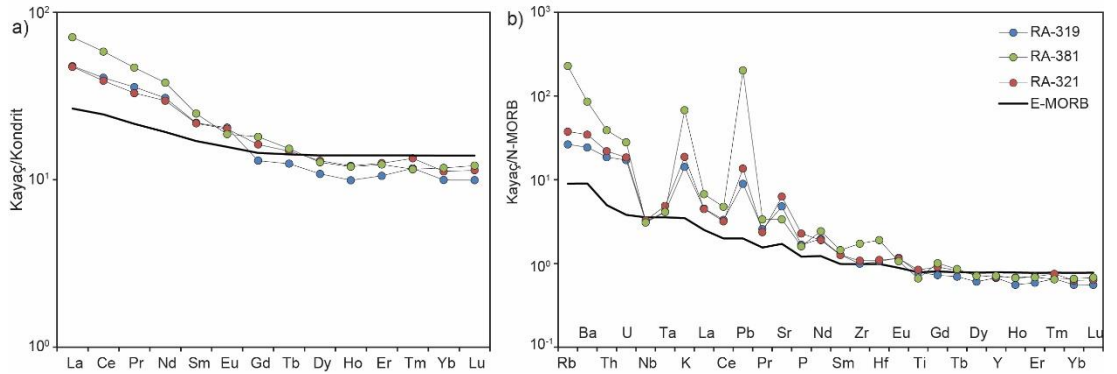 a)
Kayaç/Kondrit
10²
10¹
10⁰
La Ce Pr Nd Sm Eu Gd Tb Dy Ho Er Tm Yb Lu
b)
Kayaç/N-MORB
10³
10²
10¹
10⁰
10⁻¹
RA-319
RA-381
RA-321
E-MORB
Ba U Ta La Pb Sr Nd Zr Eu Gd Dy Ho Tm Lu
Rb Th Nb K Ce Pr P Sm Hf Ti Tb Y Er Yb